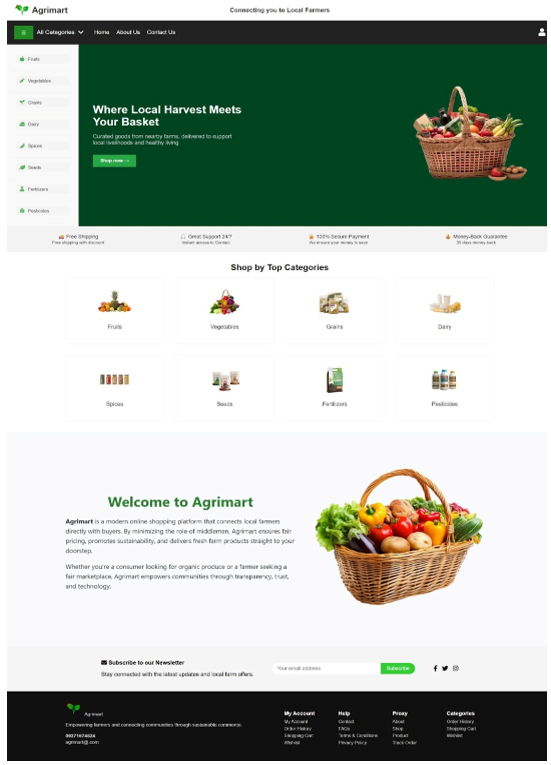 Agrimart
Connecting you to Local Farmers
All Categories
Home
About Us
Contact Us
Fruits
Vegetables
Grains
Dairy
Spices
Seeds
Fertilizers
Pesticides
Where Local Harvest Meets
Your Basket
Curated goods from nearby farms, delivered to support
local livelihoods and healthy living
Shop now →
Free Shipping
Free shipping with discount
Great Support 24/7
Instant access to Contact
100% Secure Payment
We ensure your money is save
Money-Back Guarantee
30 days money back
Shop by Top Categories
Fruits
Vegetables
Grains
Dairy
Spices
Seeds
Fertilizers
Pesticides
Welcome to Agrimart
Agrimart is a modern online shopping platform that connects local farmers
directly with buyers. By minimizing the role of middlemen, Agrimart ensures fair
pricing, promotes sustainability, and delivers fresh farm products straight to your
doorstep.
Whether you're a consumer looking for organic produce or a farmer seeking a
fair marketplace, Agrimart empowers communities through transparency, trust,
and technology.
Subscribe to our Newsletter
Stay connected with the latest updates and local farm offers.
Your email address
Subscribe
Agrimart
Empowering farmers and connecting communities through sustainable commerce.
09271674524
agrimart@.com
My Account
My Account
Order History
Shopping Cart
Wishlist
Help
Contact
FAQs
Terms & Conditions
Privacy Policy
Proxy
About
Shop
Product
Track Order
Categories
Order History
Shopping Cart
Wishlist